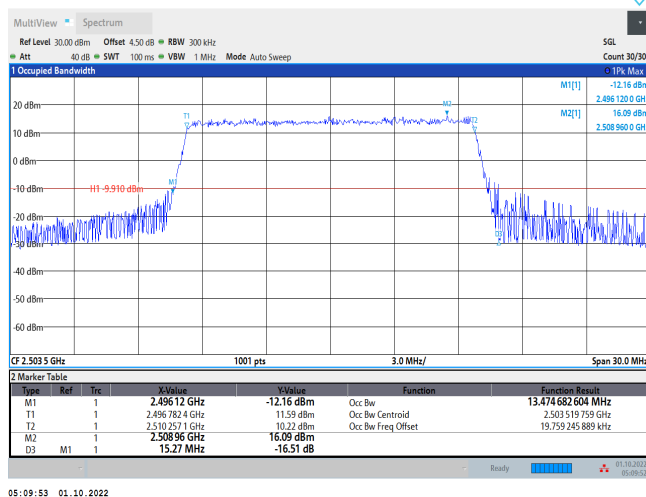 MultiView Spectrum
Ref Level 30.00 dBm Offset 4.50 dB RBW 300 kHz SGL
Att 40 dB SWT 100 ms VBW 1 MHz Mode Auto Sweep Count 30/30
1 Occupied Bandwidth 1Pk Max
M1[1] -12.16 dBm
2.496 120 0 GH
20 dBm M2 M2[1] 16.09 dBm
T1 T2 2.508 960 0 GH
10 dBm
0 dBm
-10 dBm H1 -9.910 dBm M1
-20 dBm
D3
-30 dBm
-40 dBm
-50 dBm
-60 dBm
CF 2.503 5 GHz 1001 pts 3.0 MHz/ Span 30.0 MHz
2 Marker Table
Type Ref Trc X-Value Y-Value Function Function Result
M1 1 2.496 12 GHz -12.16 dBm Occ Bw 13.474 682 604 MHz
T1 1 2.496 782 4 GHz 11.59 dBm Occ Bw Centroid 2.503 519 759 GHz
T2 1 2.510 257 1 GHz 10.22 dBm Occ Bw Freq Offset 19.759 245 889 kHz
M2 1 2.508 96 GHz 16.09 dBm
D3 M1 1 15.27 MHz -16.51 dB
Ready 01.10.2022
05:09:52
05:09:53 01.10.2022